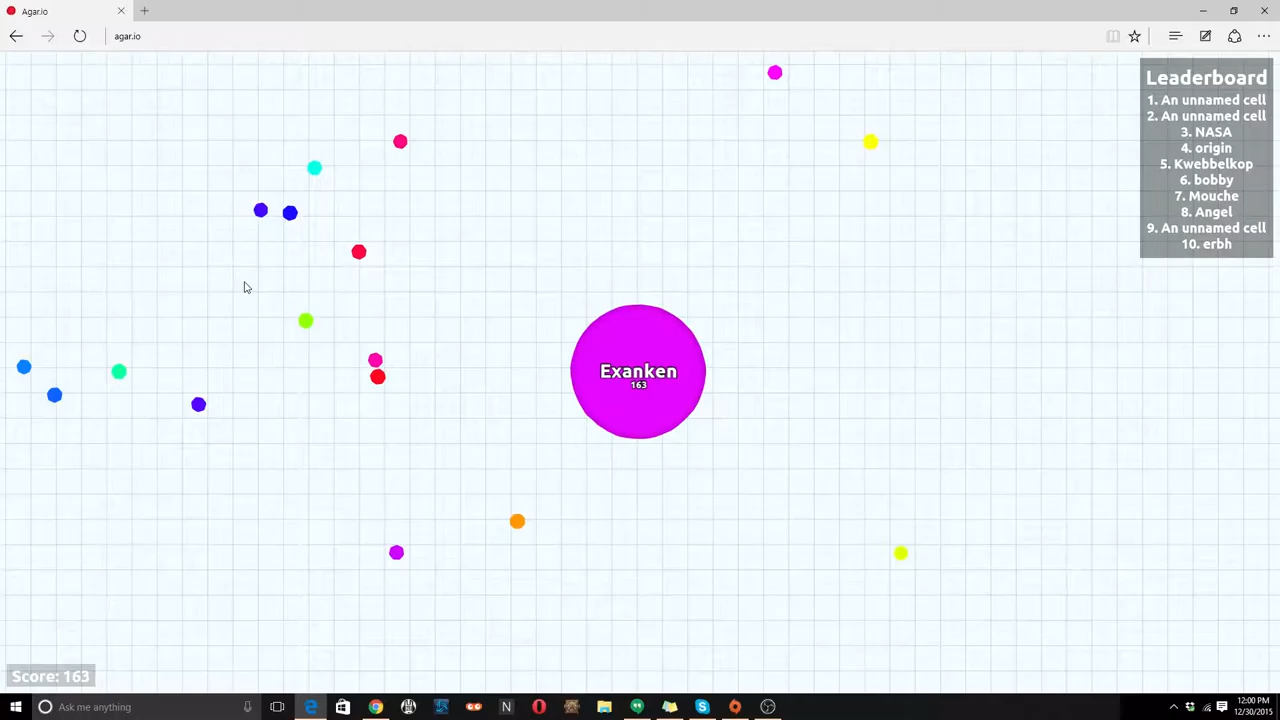 Agar.io
agar.io
Leaderboard
1. An unnamed cell
2. An unnamed cell
3. NASA
4. origin
5. Kwebbelkop
6. bobby
7. Mouche
8. Angel
9. An unnamed cell
10. erbh
Exanken
163
Score: 163
Ask me anything
12:00 PM
12/30/2015